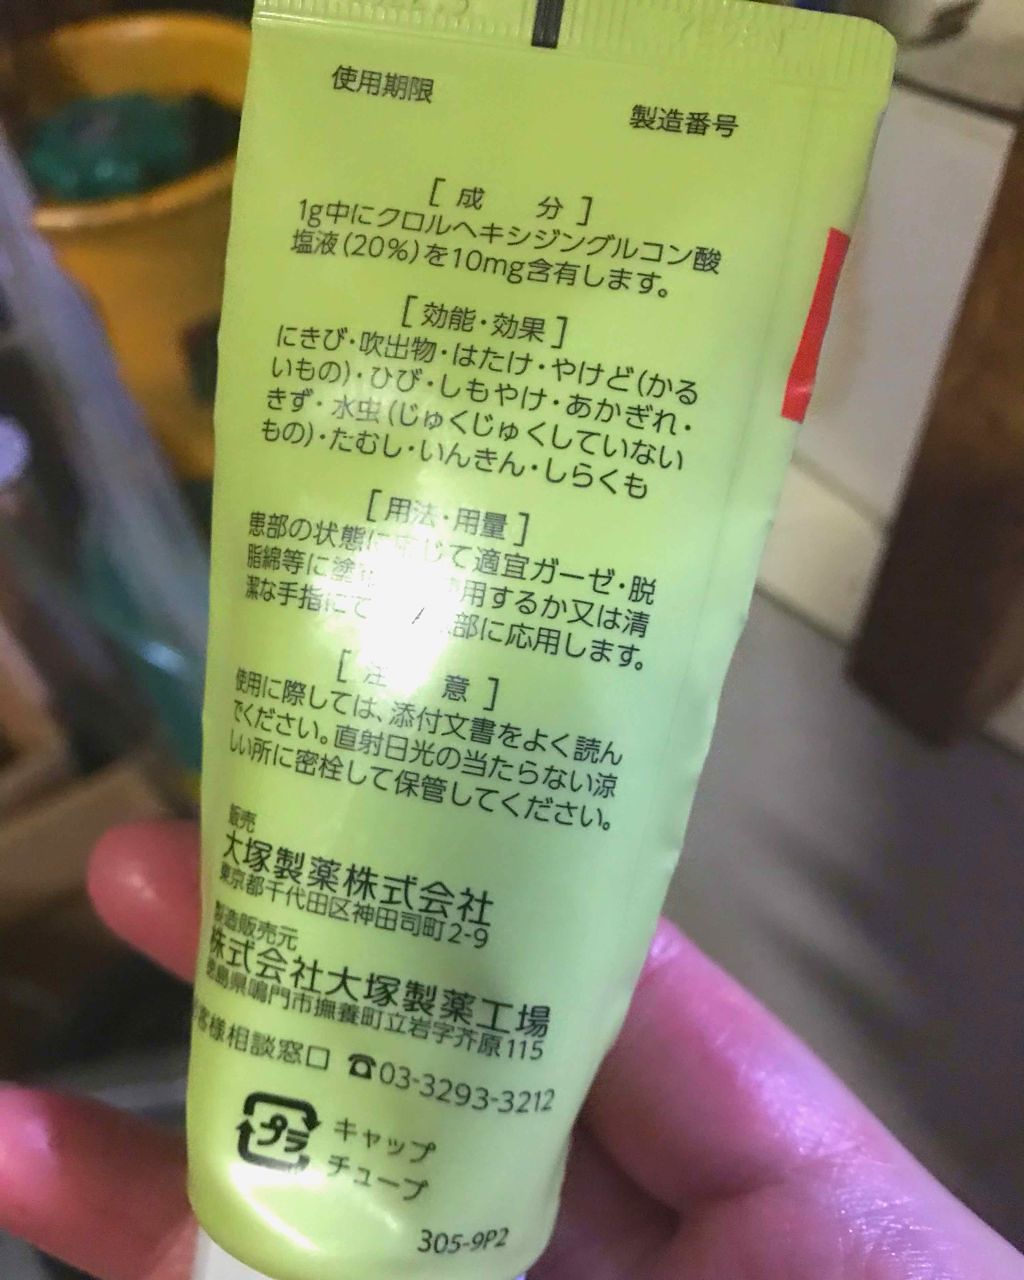 使用期限
製造番号
[成 分]
1g中にクロルヘキシジングルコン酸
塩液(20%)を10mg含有します。
[効能・効果]
にきび・吹出物・はたけ・やけど(かる
いもの)・ひび・しもやけ・あかぎれ・
きず・水虫(じゅくじゅくしていない
もの)・たむし・いんきん・しらくも
[用法・用量]
患部の状態に応じて適宜ガーゼ・脱
脂綿等に塗 用するか又は清
潔な手指にて 部に応用します。
[注 意]
使用に際しては、添付文書をよく読ん
でください。直射日光の当たらない涼
しい所に密栓して保管してください。
販売
大塚製薬株式会社
東京都千代田区神田司町2-9
製造販売元
株式会社大塚製薬工場
徳島県鳴門市撫養町立岩字芥原115
客様相談窓口 ☎03-3293-3212
プラ
キャップ
チューブ
305-9P2